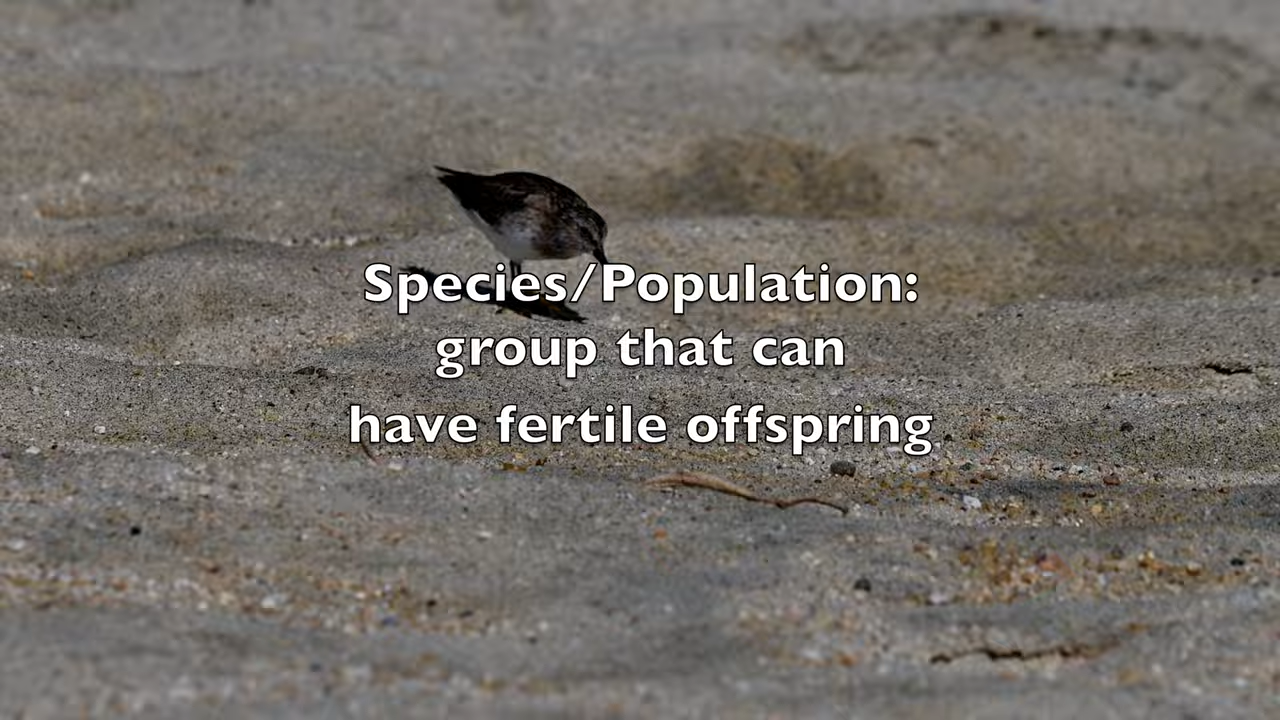 Species/Population:
group that can
have fertile offspring